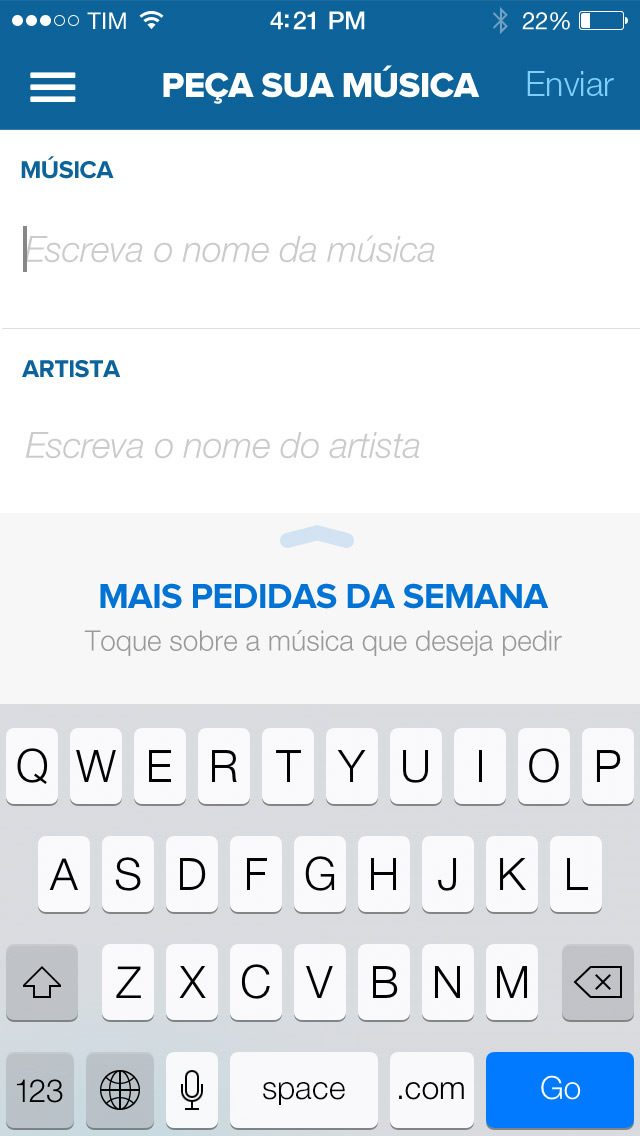 TIM 4:21 PM 22%
PEÇA SUA MÚSICA Enviar
MÚSICA
Escreva o nome da música
ARTISTA
Escreva o nome do artista
MAIS PEDIDAS DA SEMANA
Toque sobre a música que deseja pedir
Q W E R T Y U I O P
A S D F G H J K L
Z X C V B N M
123 space .com Go